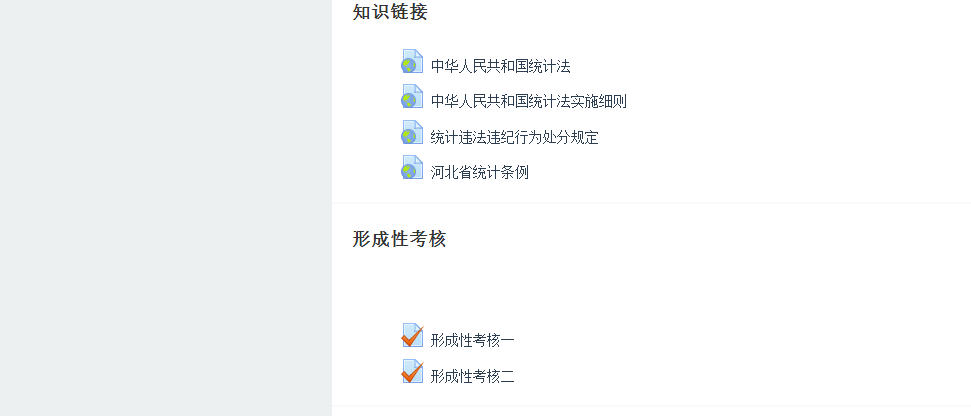 知识链接
中华人民共和国统计法
中华人民共和国统计法实施细则
统计违法违纪行为处分规定
河北省统计条例
形成性考核
形成性考核一
形成性考核二